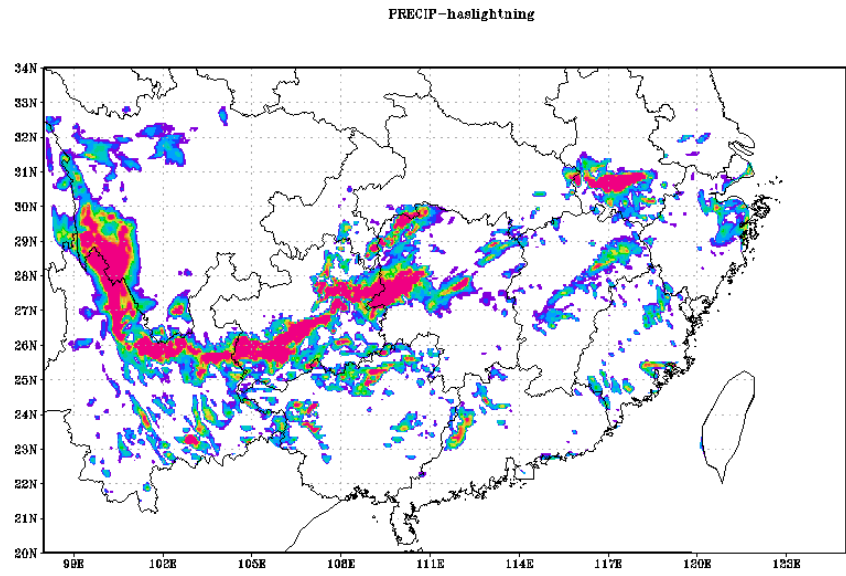 PRECIP-haslightning
34N
33N
32N
31N
30N
29N
28N
27N
26N
25N
24N
23N
22N
21N
20N
99E 102E 105E 108E 111E 114E 117E 120E 123E